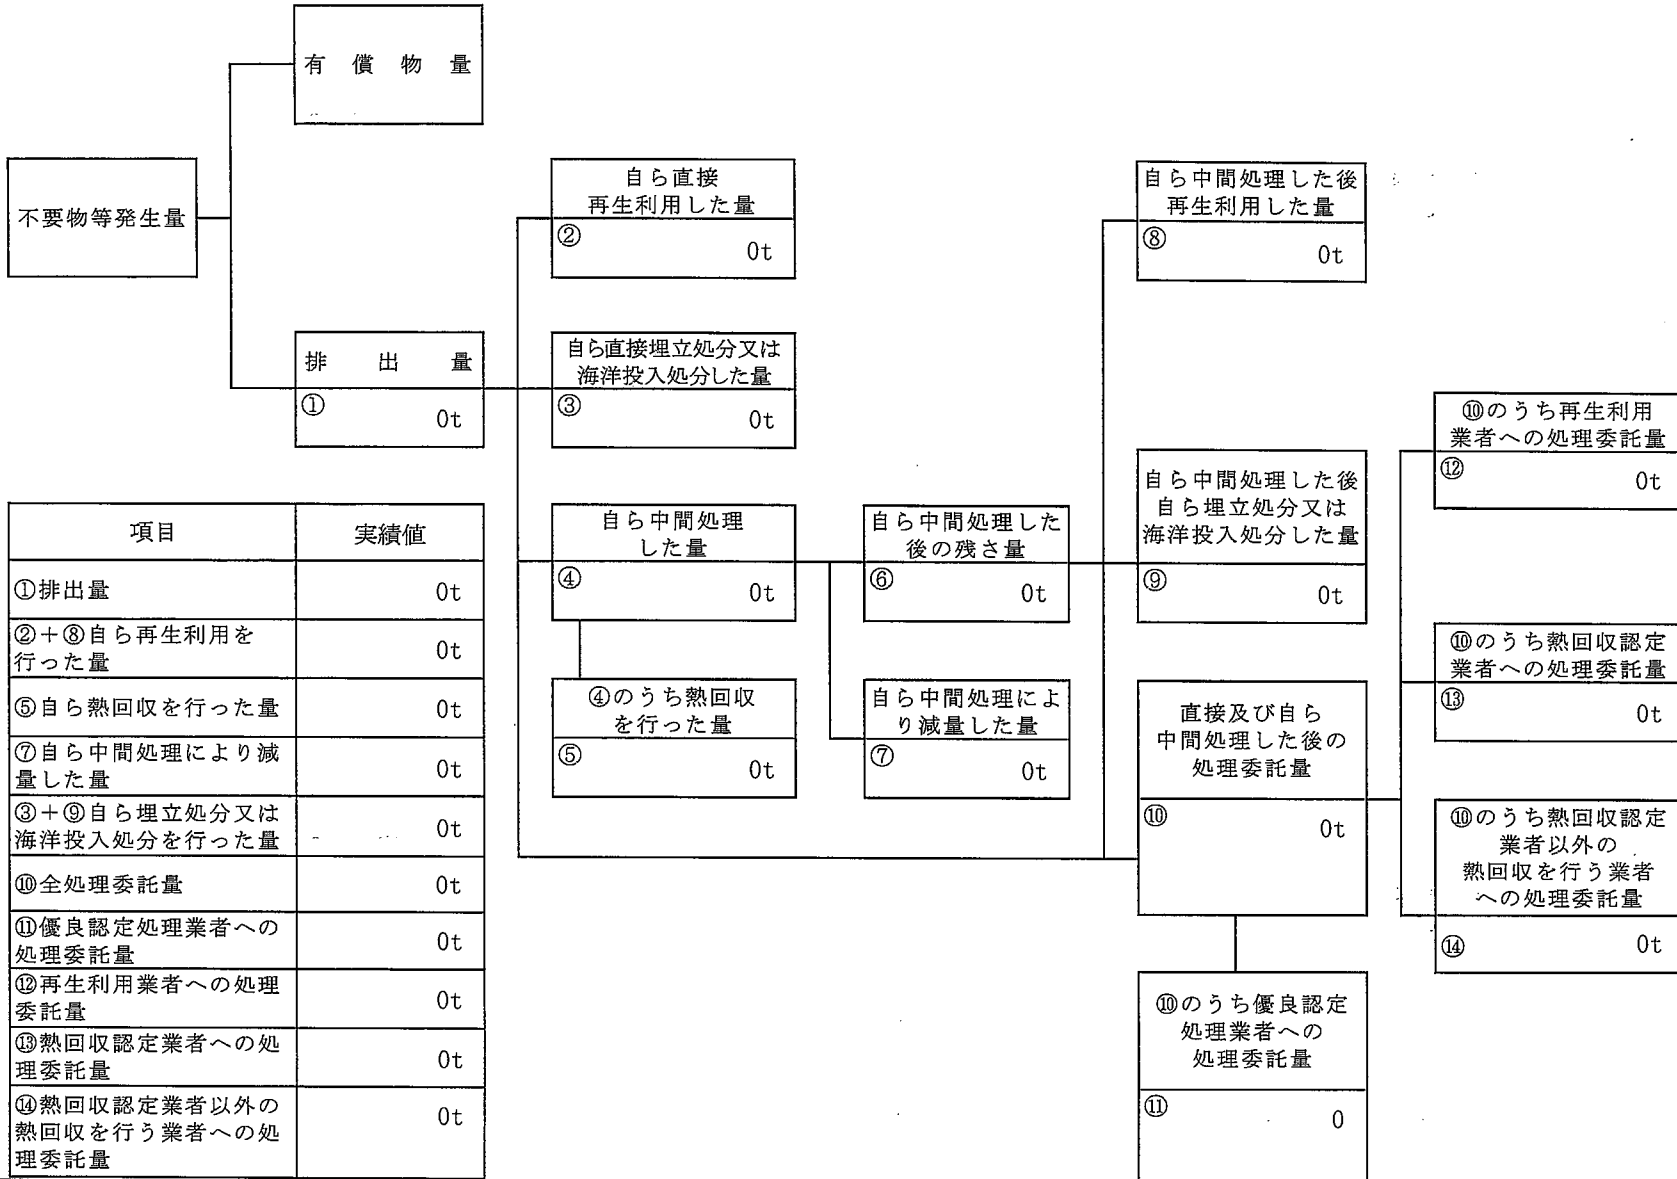 有償物量
不要物等発生量
排出量
① 0t
自ら直接
再生利用した量
② 0t
自ら直接埋立処分又は
海洋投入処分した量
③ 0t
自ら中間処理
した量
④ 0t
④のうち熱回収
を行った量
⑤ 0t
自ら中間処理した
後の残さ量
⑥ 0t
自ら中間処理によ
り減量した量
⑦ 0t
自ら中間処理した後
再生利用した量
⑧ 0t
自ら中間処理した後
自ら埋立処分又は
海洋投入処分した量
⑨ 0t
直接及び自ら
中間処理した後の
処理委託量
⑩ 0t
⑩のうち優良認定
処理業者への
処理委託量
⑪ 0
⑩のうち再生利用
業者への処理委託量
⑫ 0t
⑩のうち熱回収認定
業者への処理委託量
⑬ 0t
⑩のうち熱回収認定
業者以外の
熱回収を行う業者
への処理委託量
⑭ 0t
項目 実績値
①排出量 0t
②+⑧自ら再生利用を
行った量 0t
⑤自ら熱回収を行った量 0t
⑦自ら中間処理により減
量した量 0t
③+⑨自ら埋立処分又は
海洋投入処分を行った量 0t
⑩全処理委託量 0t
⑪優良認定処理業者への
処理委託量 0t
⑫再生利用業者への処理
委託量 0t
⑬熱回収認定業者への処
理委託量 0t
⑭熱回収認定業者以外の 0t
熱回収を行う業者への処
理委託量